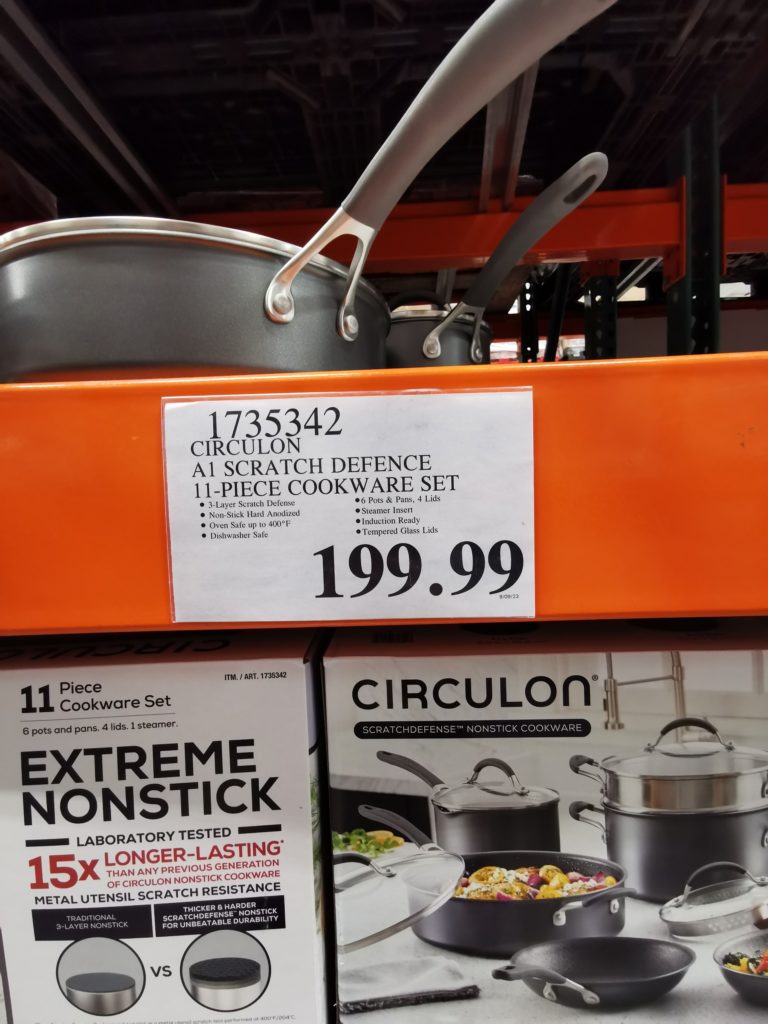 1735342
CIRCULON
A1 SCRATCH DEFENCE
11-PIECE COOKWARE SET
• 3-Layer Scratch Defense
• Non-Stick Hard Anodized
• Oven Safe up to 400°F
• Dishwasher Safe
• 6 Pots & Pans, 4 Lids
• Steamer Insert
• Induction Ready
• Tempered Glass Lids
199.99
CIRCULON
ITM. / ART. 1735342
11 Piece
Cookware Set
6 pots and pans. 4 lids. 1 steamer.
EXTREME
NONSTICK
LABORATORY TESTED
15x LONGER-LASTING*
THAN ANY PREVIOUS GENERATION
OF CIRCULON NONSTICK COOKWARE
METAL UTENSIL SCRATCH RESISTANCE
TRADITIONAL
3-LAYER NONSTICK
THICKER & HARDER
SCRATCHDEFENSE™ NONSTICK
FOR UNBEATABLE DURABILITY
VS
CIRCULON®
SCRATCHDEFENSE™ NONSTICK COOKWARE